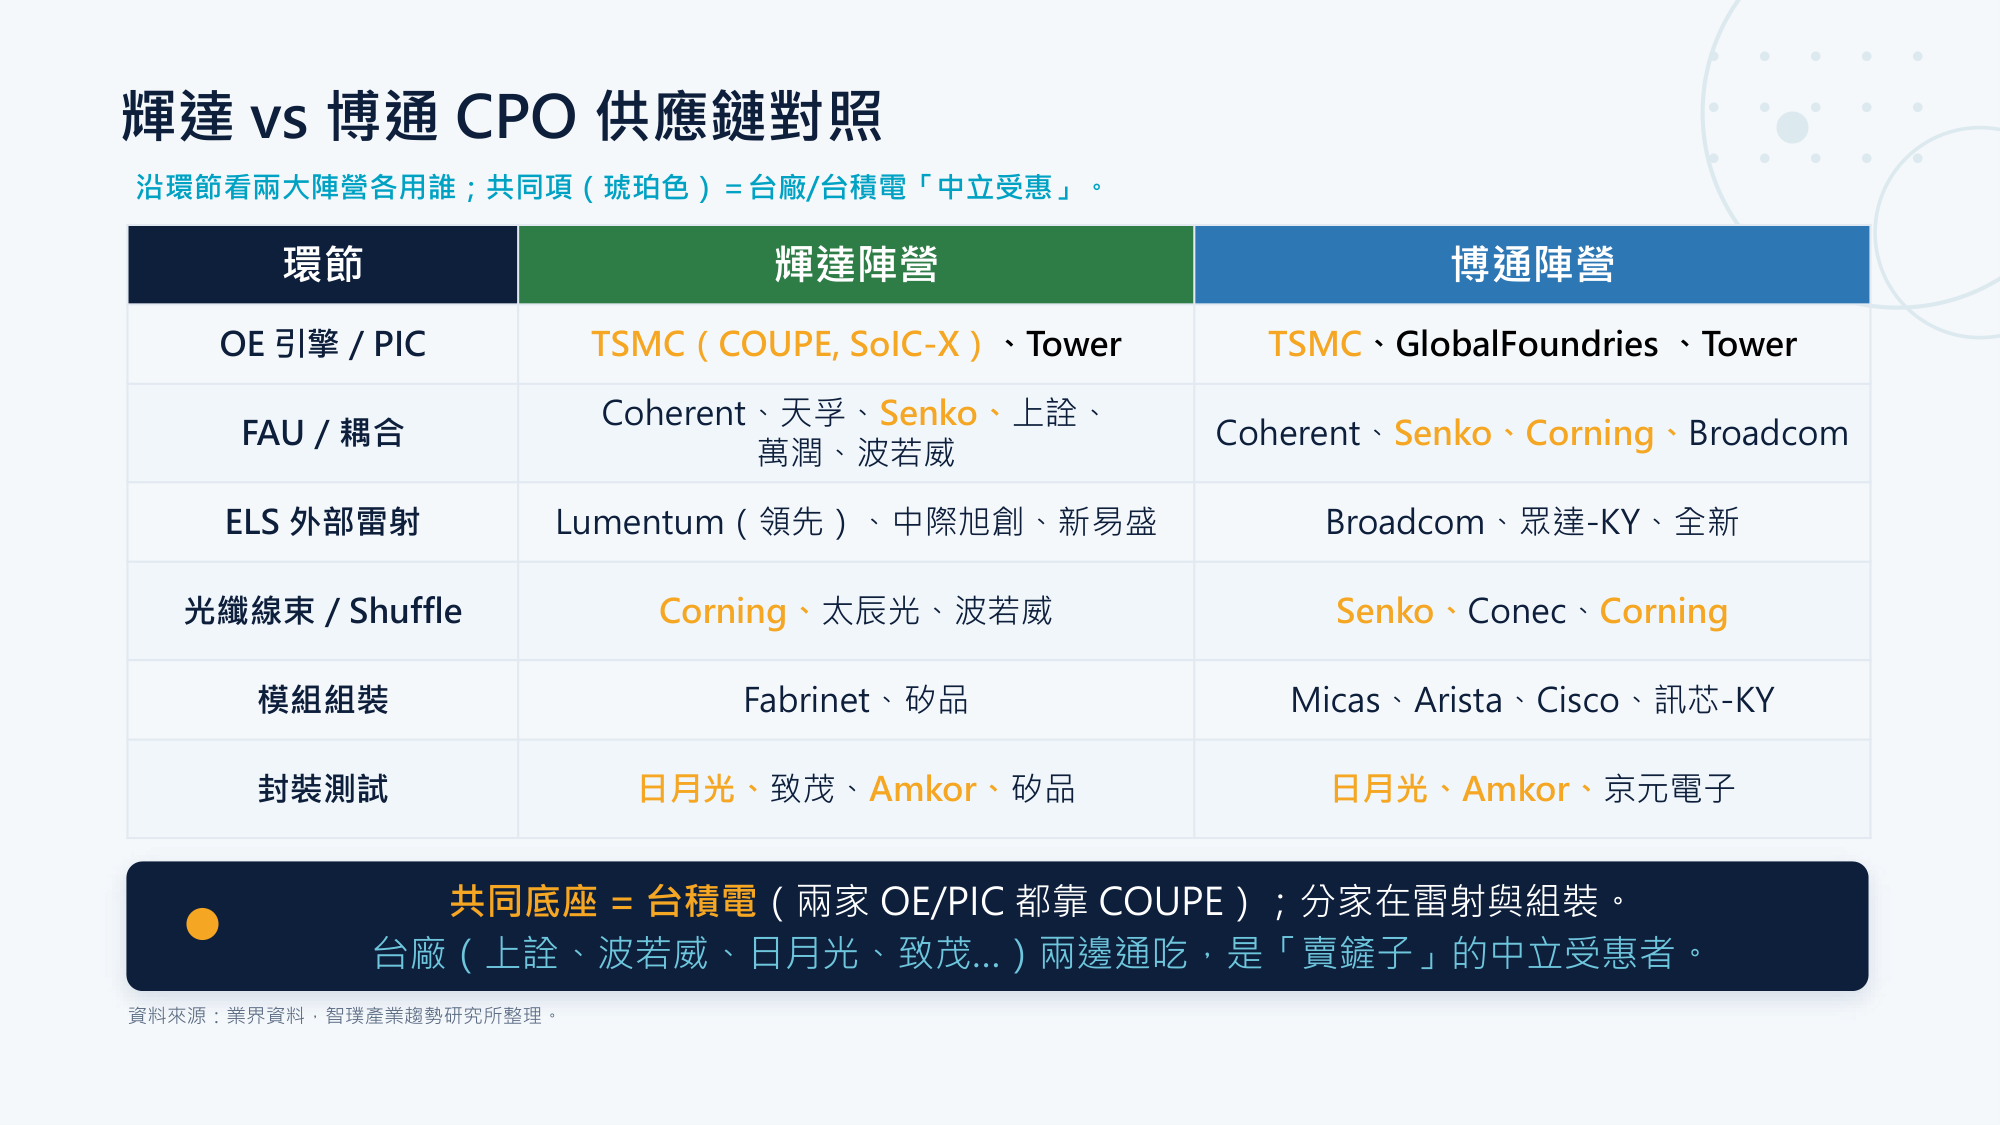 輝達 vs 博通 CPO 供應鏈對照
沿環節看兩大陣營各用誰；共同項（琥珀色）＝台廠/台積電「中立受惠」。
環節
輝達陣營
博通陣營
OE 引擎 / PIC
TSMC（COUPE, SoIC-X）、Tower
TSMC、GlobalFoundries 、Tower
FAU / 耦合
Coherent、天孚、Senko、上詮、
萬潤、波若威
Coherent、Senko、Corning、Broadcom
ELS 外部雷射
Lumentum（領先）、中際旭創、新易盛
Broadcom、眾達-KY、全新
光纖線束 / Shuffle
Corning、太辰光、波若威
Senko、Conec、Corning
模組組裝
Fabrinet、矽品
Micas、Arista、Cisco、訊芯-KY
封裝測試
日月光、致茂、Amkor、矽品
日月光、Amkor、京元電子
共同底座 = 台積電（兩家 OE/PIC 都靠 COUPE）；分家在雷射與組裝。
台廠（上詮、波若威、日月光、致茂...）兩邊通吃，是「賣鏟子」的中立受惠者。
資料來源：業界資料，智璞產業趨勢研究所整理。